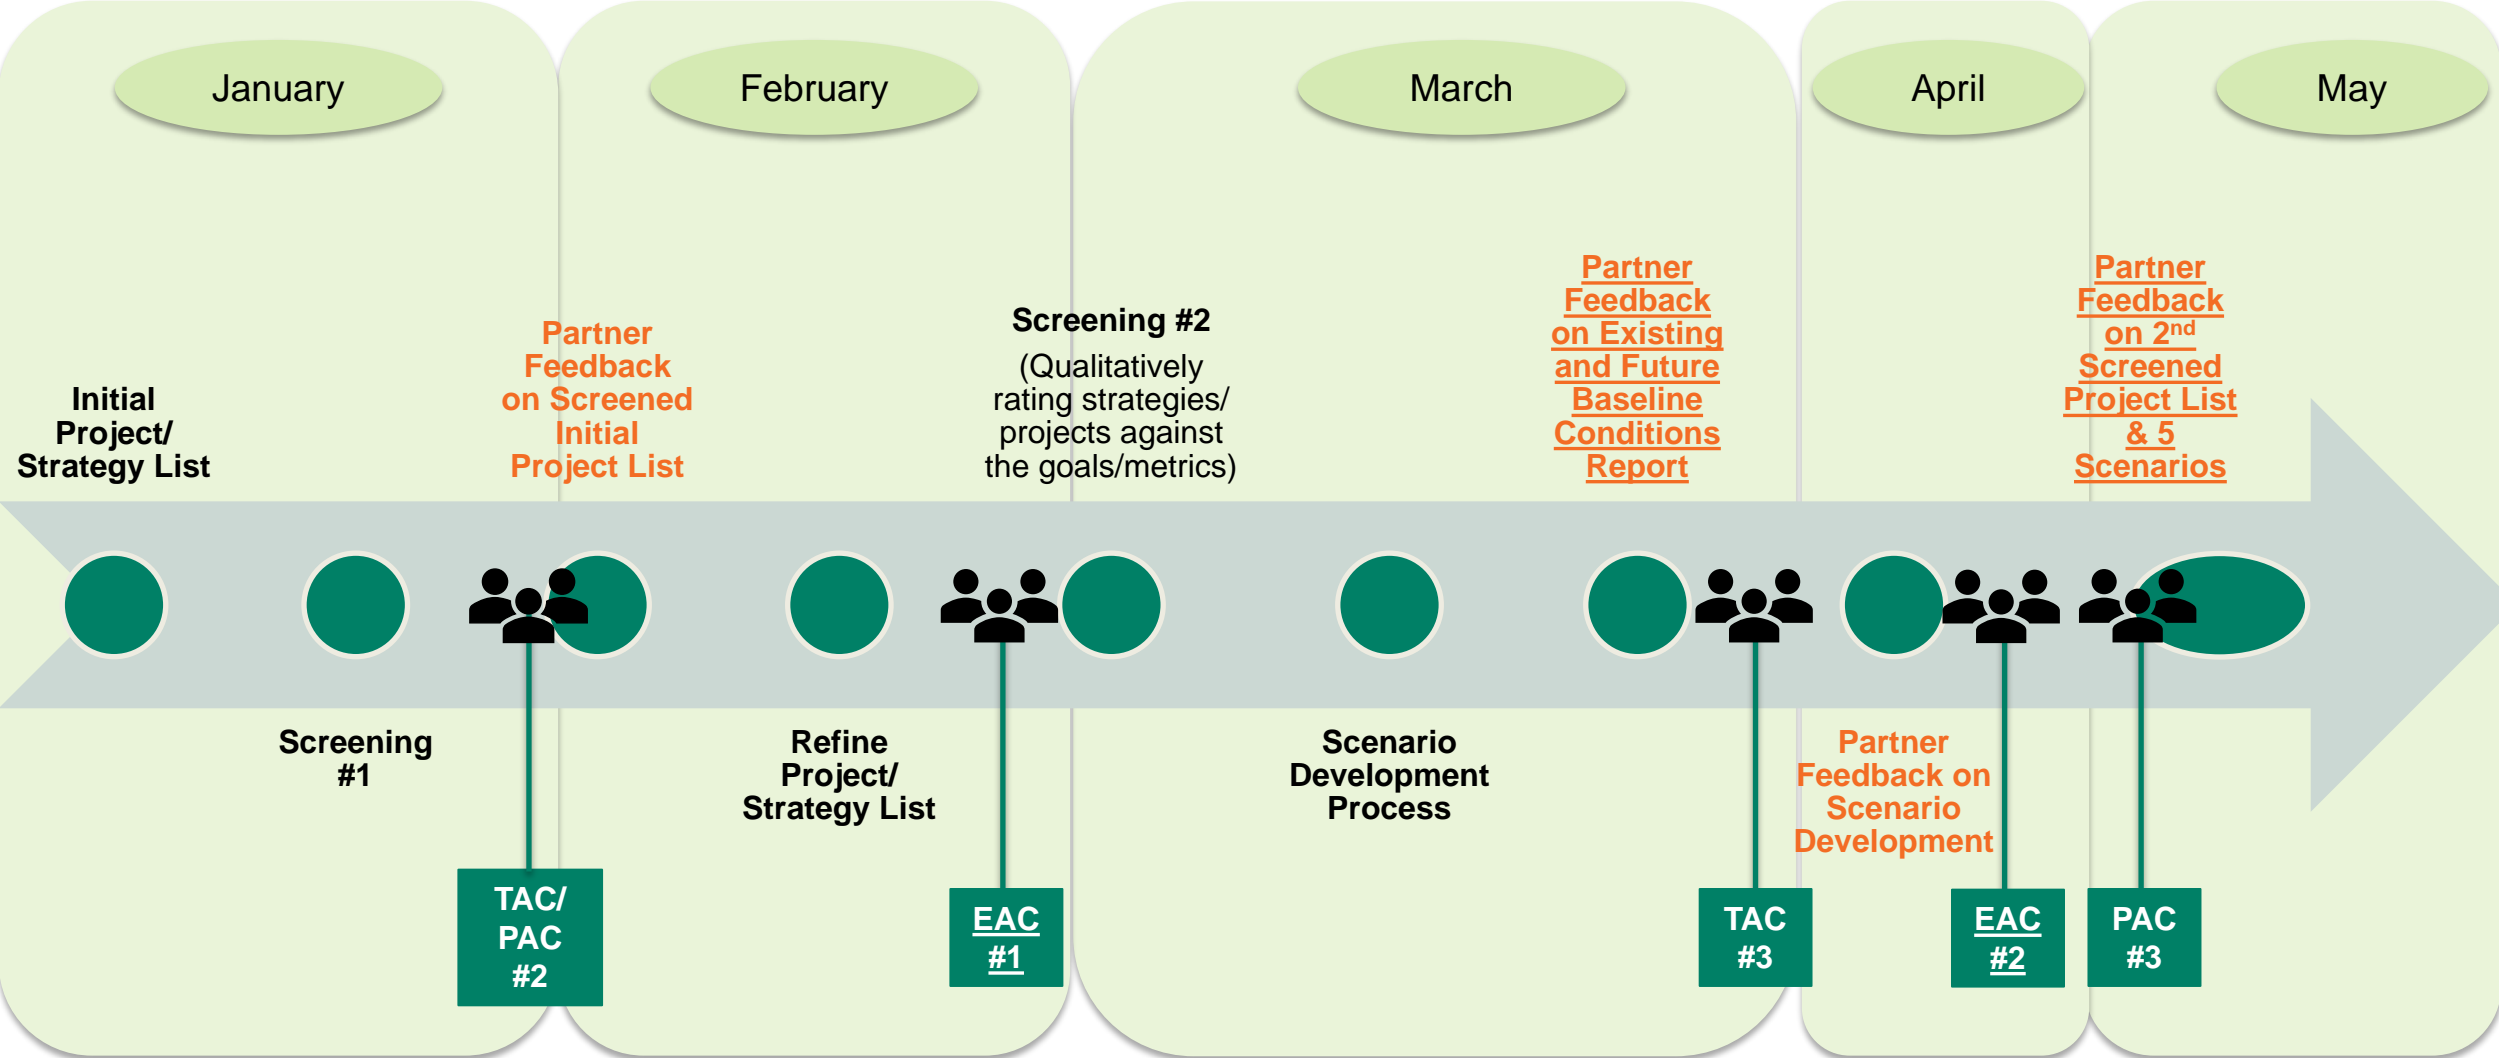 January
February
March
April
May
Initial
Project/
Strategy List
Partner
Feedback
on Screened
Initial
Project List
Screening #2
(Qualitatively
rating strategies/
projects against
the goals/metrics)
Partner
Feedback
on Existing
and Future
Baseline
Conditions
Report
Partner
Feedback
on 2nd
Screened
Project List
& 5
Scenarios
Screening
#1
Refine
Project/
Strategy List
Scenario
Development
Process
Partner
Feedback on
Scenario
Development
TAC/
PAC
#2
EAC
#1
TAC
#3
EAC
#2
PAC
#3